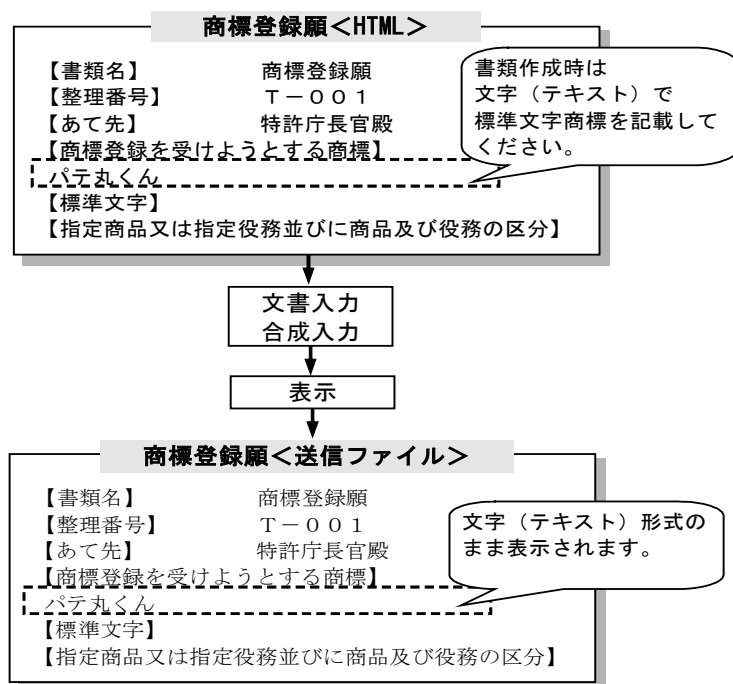 商標登録願＜HTML＞
【書類名】　商標登録願
【整理番号】　Ｔ－００１
【あて先】　特許庁長官殿
【商標登録を受けようとする商標】
パテ丸くん
【標準文字】
【指定商品又は指定役務並びに商品及び役務の区分】
書類作成時は
文字（テキスト）で
標準文字商標を記載して
ください。
文書入力
合成入力
表示
商標登録願＜送信ファイル＞
【書類名】　商標登録願
【整理番号】　Ｔ－００１
【あて先】　特許庁長官殿
【商標登録を受けようとする商標】
パテ丸くん
【標準文字】
【指定商品又は指定役務並びに商品及び役務の区分】
文字（テキスト）形式の
まま表示されます。